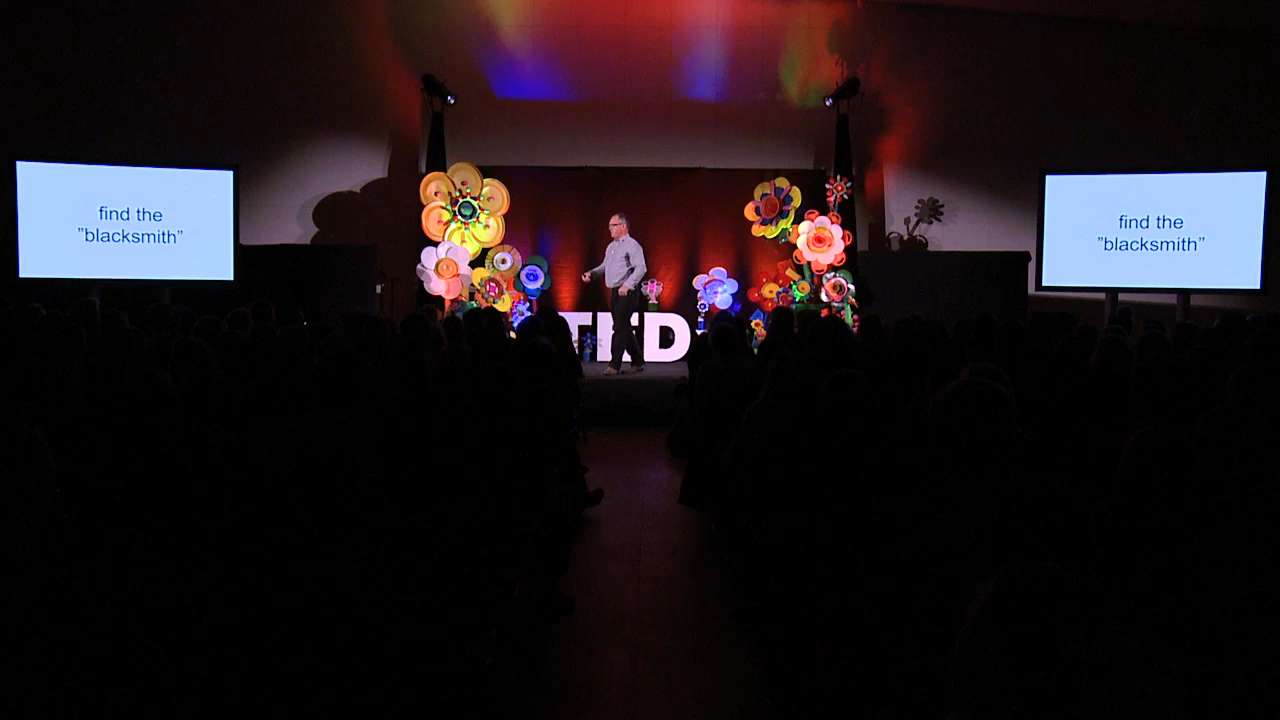 find the
”blacksmith”
TED
find the
”blacksmith”